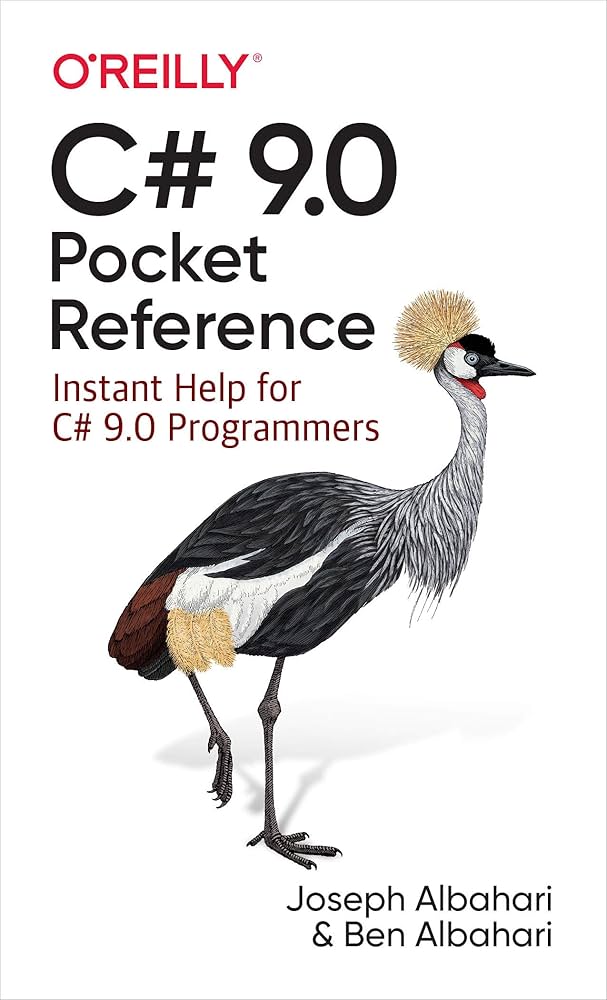 O'REILLY®
C# 9.0
Pocket
Reference
Instant Help for
C# 9.0 Programmers
Joseph Albahari
& Ben Albahari